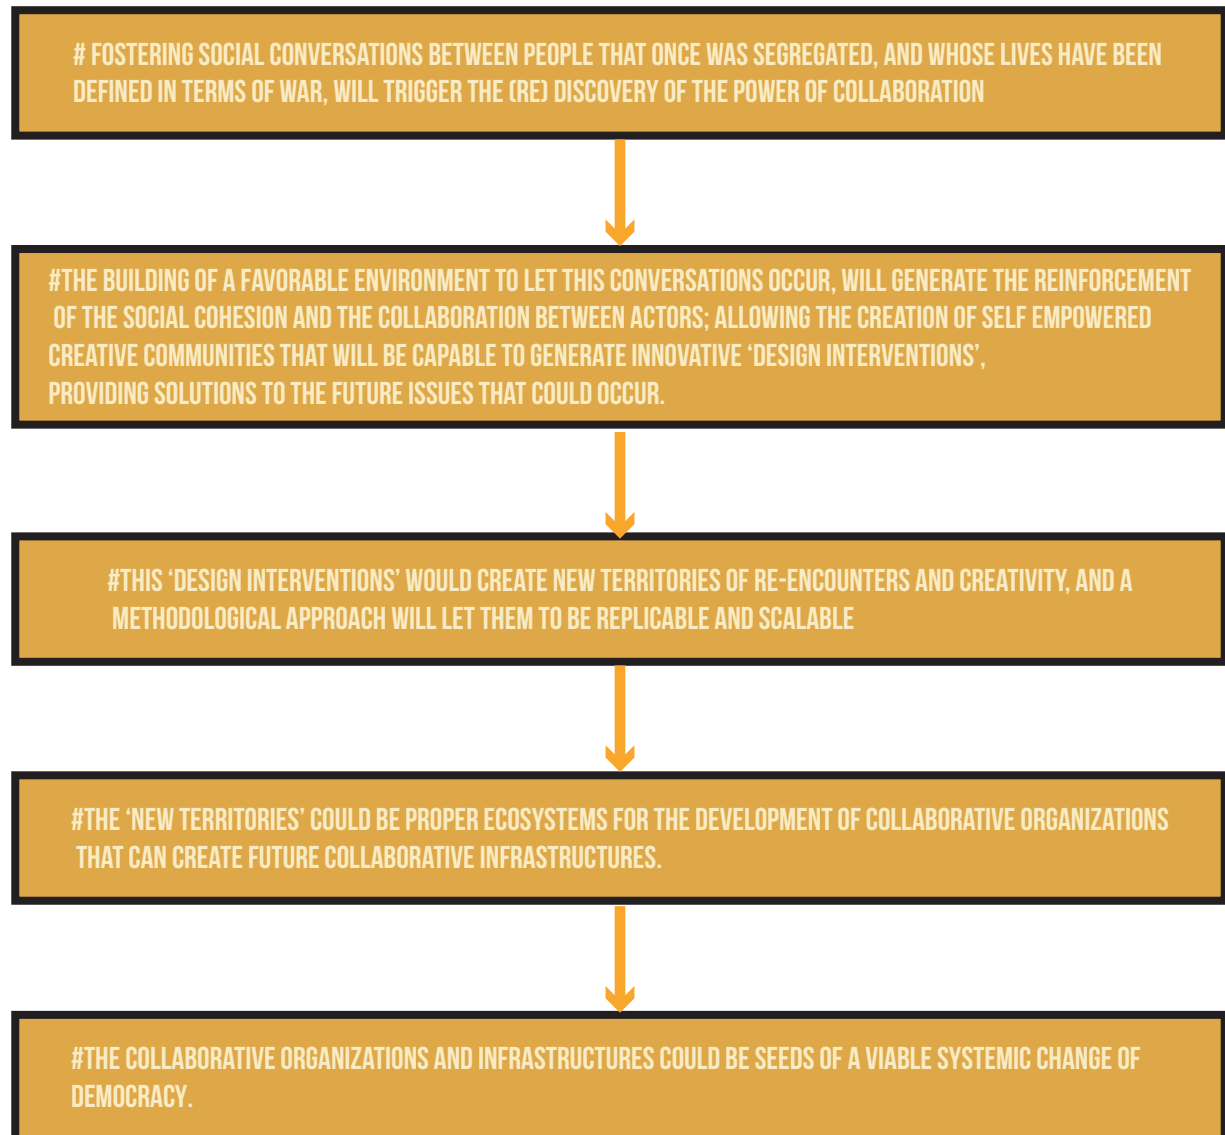 # FOSTERING SOCIAL CONVERSATIONS BETWEEN PEOPLE THAT ONCE WAS SEGREGATED, AND WHOSE LIVES HAVE BEEN
DEFINED IN TERMS OF WAR, WILL TRIGGER THE (RE) DISCOVERY OF THE POWER OF COLLABORATION
#THE BUILDING OF A FAVORABLE ENVIRONMENT TO LET THIS CONVERSATIONS OCCUR, WILL GENERATE THE REINFORCEMENT
OF THE SOCIAL COHESION AND THE COLLABORATION BETWEEN ACTORS; ALLOWING THE CREATION OF SELF EMPOWERED
CREATIVE COMMUNITIES THAT WILL BE CAPABLE TO GENERATE INNOVATIVE ‘DESIGN INTERVENTIONS’,
PROVIDING SOLUTIONS TO THE FUTURE ISSUES THAT COULD OCCUR.
#THIS ‘DESIGN INTERVENTIONS’ WOULD CREATE NEW TERRITORIES OF RE-ENCOUNTERS AND CREATIVITY, AND A
METHODOLOGICAL APPROACH WILL LET THEM TO BE REPLICABLE AND SCALABLE
#THE ‘NEW TERRITORIES’ COULD BE PROPER ECOSYSTEMS FOR THE DEVELOPMENT OF COLLABORATIVE ORGANIZATIONS
THAT CAN CREATE FUTURE COLLABORATIVE INFRASTRUCTURES.
#THE COLLABORATIVE ORGANIZATIONS AND INFRASTRUCTURES COULD BE SEEDS OF A VIABLE SYSTEMIC CHANGE OF
DEMOCRACY.